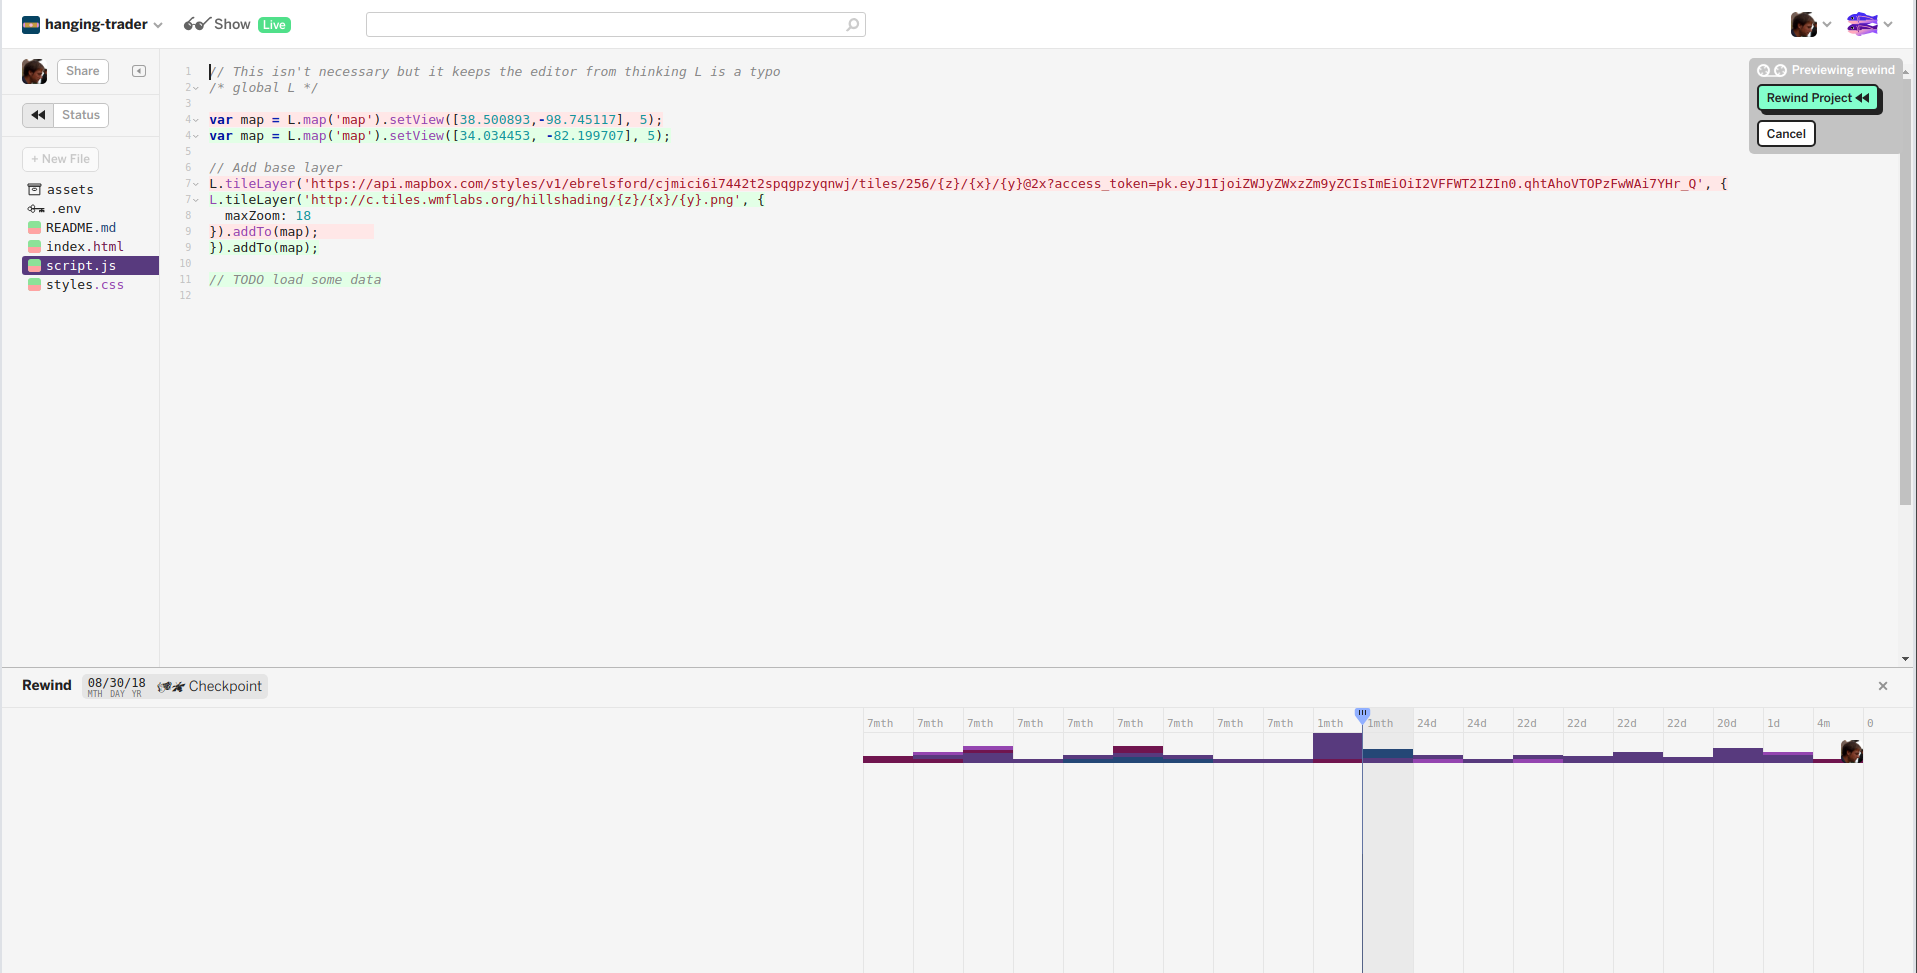 hanging-trader Show Live
Share
Status
+ New File
assets
.env
README.md
index.html
script.js
styles.css
1 // This isn't necessary but it keeps the editor from thinking L is a typo
2 /* global L */
3
4 var map = L.map('map').setView([38.500893,-98.745117], 5);
4 var map = L.map('map').setView([34.034453, -82.199707], 5);
5
6 // Add base layer
7 L.tileLayer('https://api.mapbox.com/styles/v1/ebrelsford/cjmici6i7442t2spqgpzyqnwj/tiles/256/{z}/{x}/{y}@2x?access_token=pk.eyJ1IjoiZWJyZWxzZm9yZCIsImEiOiI2VFFWT21ZIn0.qhtAhoVTOPzFwWAi7YHr_Q', {
7 L.tileLayer('http://c.tiles.wmflabs.org/hillshading/{z}/{x}/{y}.png', {
8 maxZoom: 18
9 }).addTo(map);
9 }).addTo(map);
10
11 // TODO load some data
12
Previewing rewind
Rewind Project
Cancel
Rewind 08/30/18 Checkpoint
MTH DAY YR
7mth 7mth 7mth 7mth 7mth 7mth 7mth 7mth 7mth 1mth 1mth 24d 24d 22d 22d 22d 22d 20d 1d 4m 0